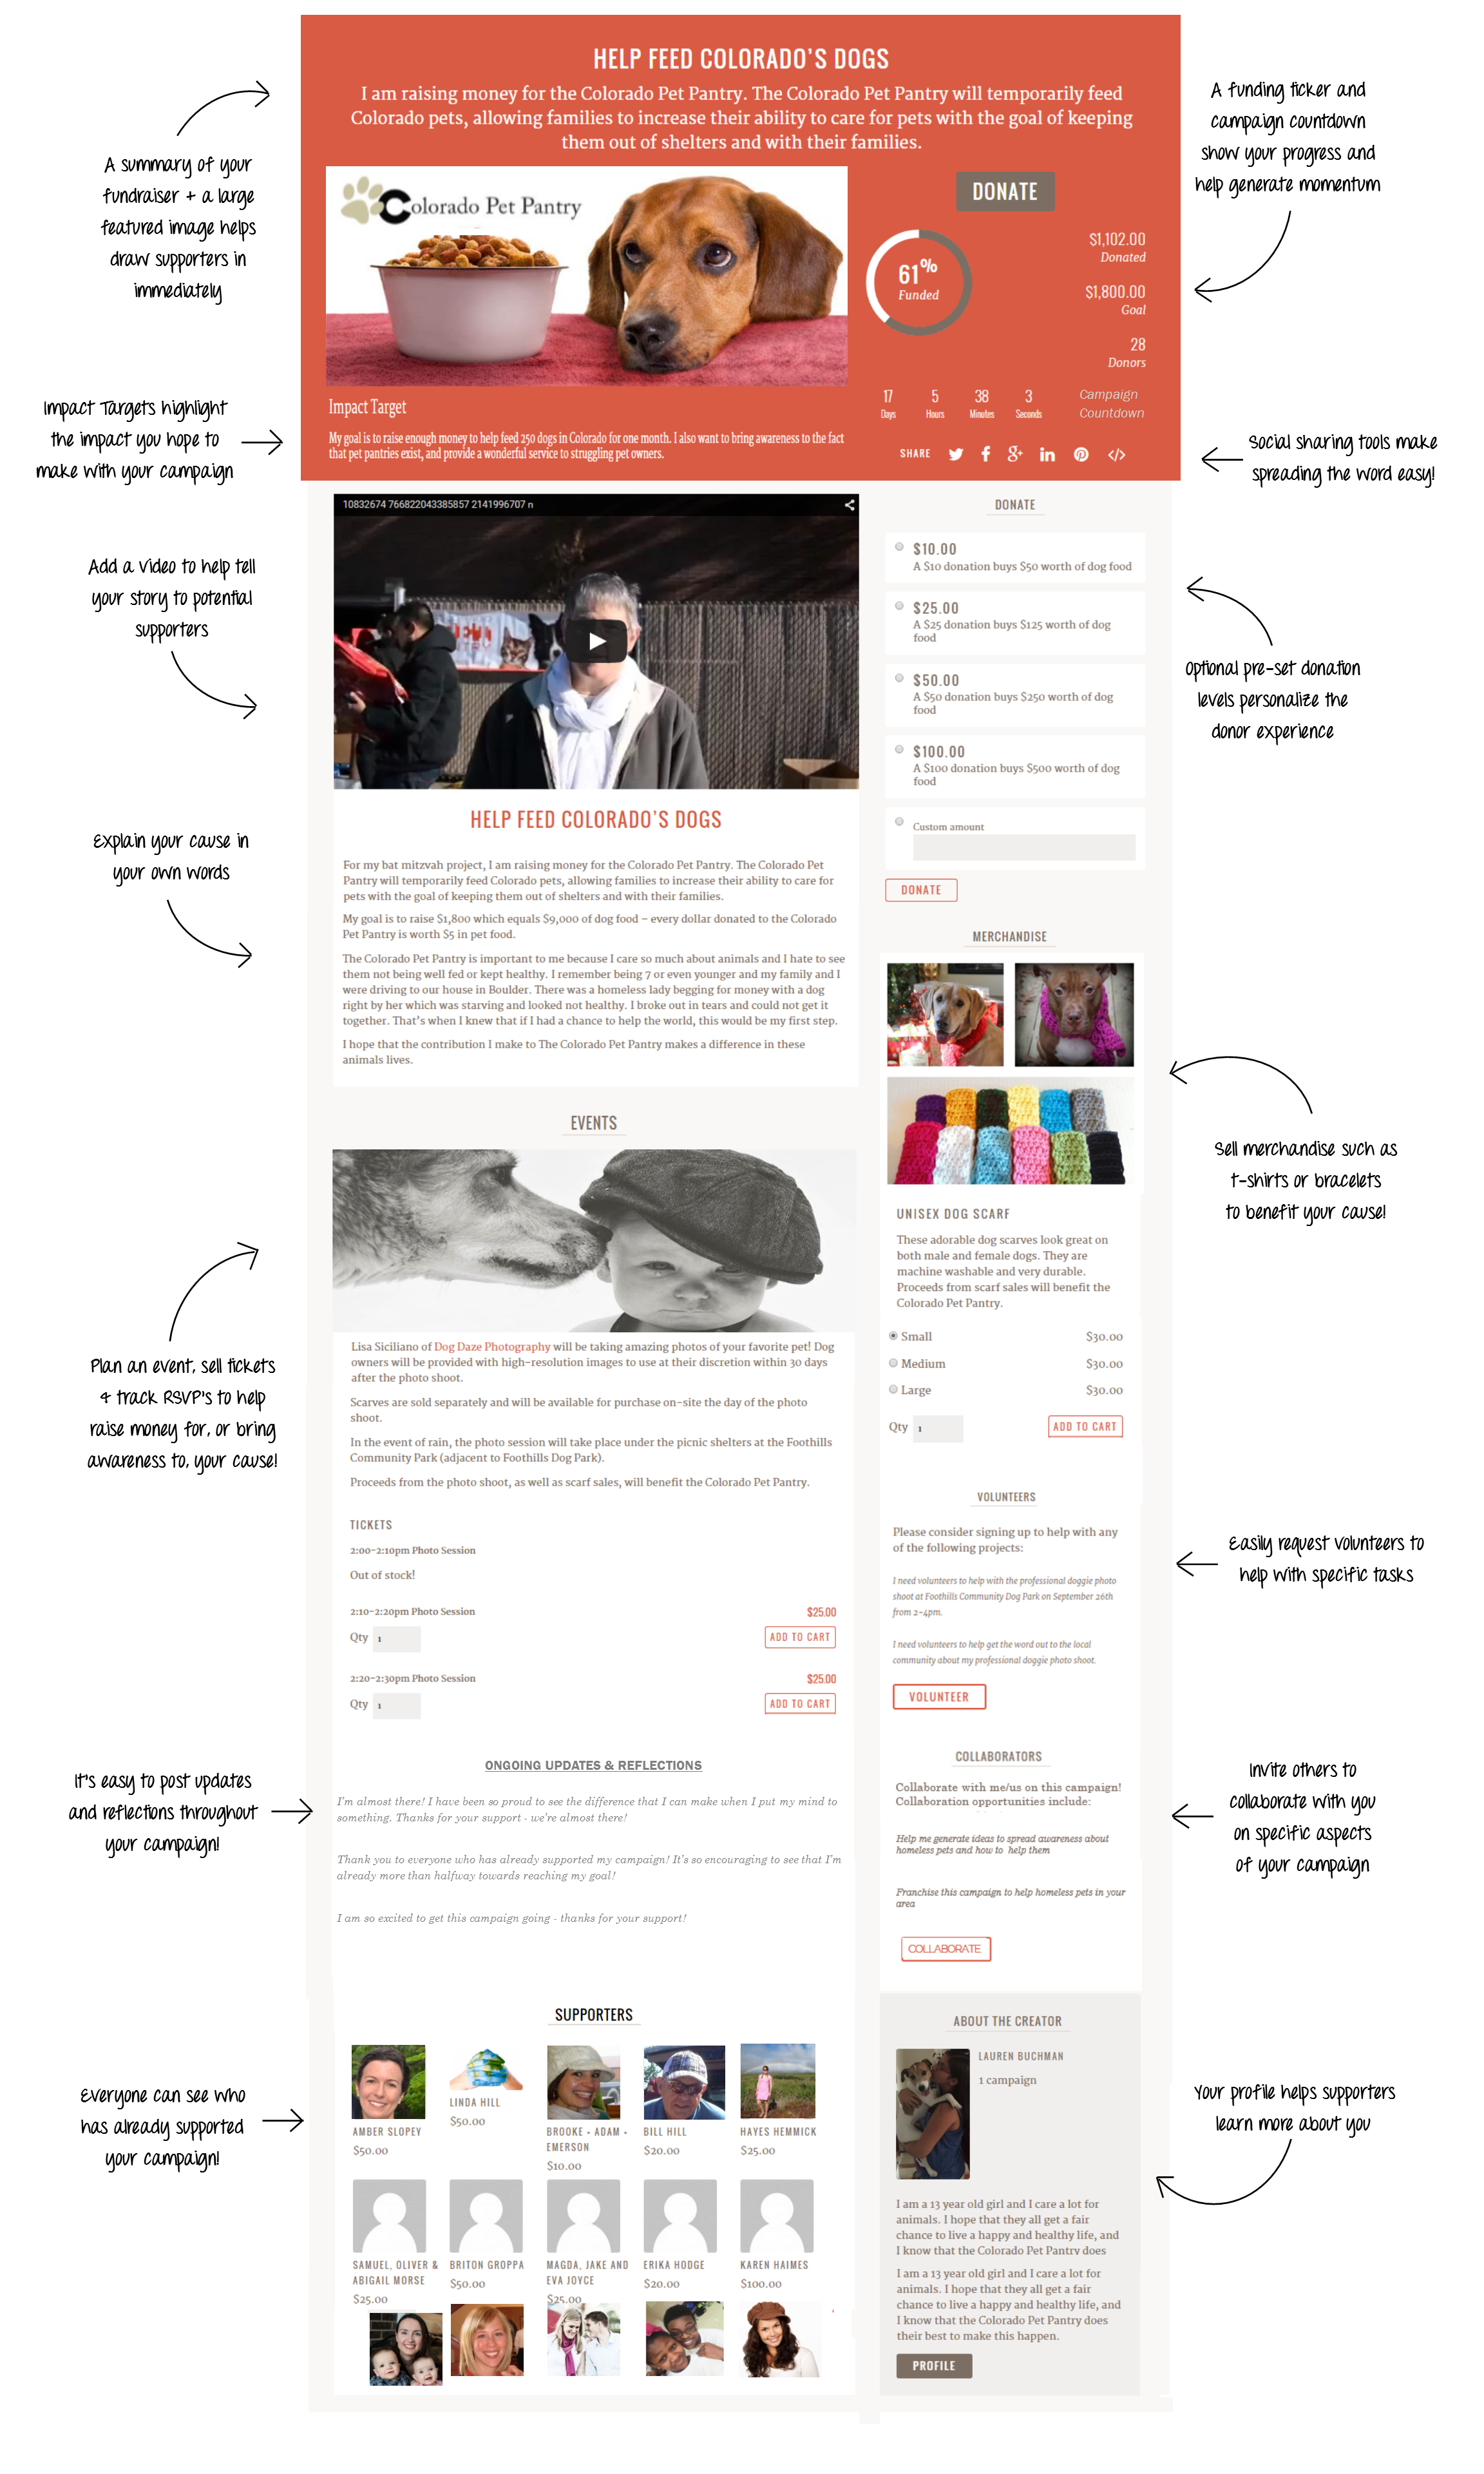 HELP FEED COLORADO'S DOGS
I am raising money for the Colorado Pet Pantry. The Colorado Pet Pantry will temporarily feed
Colorado pets, allowing families to increase their ability to care for pets with the goal of keeping
them out of shelters and with their families.
A summary of your
fundraiser + a large
featured image helps
draw supporters in
immediately
Colorado Pet Pantry
DONATE
61%
Funded
$1,102.00
Donated
$1,800.00
Goal
28
Donors
17 5 38 3
Days Hours Minutes Seconds
Campaign
Countdown
A funding ticker and
campaign countdown
show your progress and
help generate momentum
Impact Targets highlight
the impact you hope to
make with your campaign
Impact Target
My goal is to raise enough money to help feed 250 dogs in Colorado for one month. I also want to bring awareness to the fact
that pet pantries exist, and provide a wonderful service to struggling pet owners.
SHARE
Social sharing tools make
spreading the word easy!
Add a video to help tell
your story to potential
supporters
10832674 766822043385857 2141996707 n
DONATE
$10.00
A $10 donation buys $50 worth of dog food
$25.00
A $25 donation buys $125 worth of dog
food
$50.00
A $50 donation buys $250 worth of dog
food
$100.00
A $100 donation buys $500 worth of dog
food
Custom amount
DONATE
Optional pre-set donation
levels personalize the
donor experience
Explain your cause in
your own words
HELP FEED COLORADO'S DOGS
For my bat mitzvah project, I am raising money for the Colorado Pet Pantry. The Colorado Pet
Pantry will temporarily feed Colorado pets, allowing families to increase their ability to care for
pets with the goal of keeping them out of shelters and with their families.
My goal is to raise $1,800 which equals $9,000 of dog food – every dollar donated to the Colorado
Pet Pantry is worth $5 in pet food.
The Colorado Pet Pantry is important to me because I care so much about animals and I hate to see
them not being well fed or kept healthy. I remember being 7 or even younger and my family and I
were driving to our house in Boulder. There was a homeless lady begging for money with a dog
right by her which was starving and looked not healthy. I broke out in tears and could not get it
together. That's when I knew that if I had a chance to help the world, this would be my first step.
I hope that the contribution I make to The Colorado Pet Pantry makes a difference in these
animals lives.
MERCHANDISE
UNISEX DOG SCARF
These adorable dog scarves look great on
both male and female dogs. They are
machine washable and very durable.
Proceeds from scarf sales will benefit the
Colorado Pet Pantry.
Small $30.00
Medium $30.00
Large $30.00
Qty 1 ADD TO CART
Sell merchandise such as
t-shirts or bracelets
to benefit your cause!
Plan an event, sell tickets
& track RSVP's to help
raise money for, or bring
awareness to, your cause!
EVENTS
Lisa Siciliano of Dog Daze Photography will be taking amazing photos of your favorite pet! Dog
owners will be provided with high-resolution images to use at their discretion within 30 days
after the photo shoot.
Scarves are sold separately and will be available for purchase on-site the day of the photo
shoot.
In the event of rain, the photo session will take place under the picnic shelters at the Foothills
Community Park (adjacent to Foothills Dog Park).
Proceeds from the photo shoot, as well as scarf sales, will benefit the Colorado Pet Pantry.
TICKETS
2:00-2:10pm Photo Session
Out of stock!
2:10-2:20pm Photo Session $25.00
Qty 1 ADD TO CART
2:20-2:30pm Photo Session $25.00
Qty 1 ADD TO CART
VOLUNTEERS
Please consider signing up to help with any
of the following projects:
I need volunteers to help with the professional doggie photo
shoot at Foothills Community Dog Park on September 26th
from 2-4pm.
I need volunteers to help get the word out to the local
community about my professional doggie photo shoot.
VOLUNTEER
Easily request volunteers to
help with specific tasks
It's easy to post updates
and reflections throughout
your campaign!
ONGOING UPDATES & REFLECTIONS
I'm almost there! I have been so proud to see the difference that I can make when I put my mind to
something. Thanks for your support - we're almost there!
Thank you to everyone who has already supported my campaign! It's so encouraging to see that I'm
already more than halfway towards reaching my goal!
I am so excited to get this campaign going - thanks for your support!
COLLABORATORS
Collaborate with me/us on this campaign!
Collaboration opportunities include:
Help me generate ideas to spread awareness about
homeless pets and how to help them
Franchise this campaign to help homeless pets in your
area
COLLABORATE
Invite others to
collaborate with you
on specific aspects
of your campaign
Everyone can see who
has already supported
your campaign!
SUPPORTERS
AMBER SLOPEY
$50.00
LINDA HILL
$50.00
BROOKE • ADAM •
EMERSON
$10.00
BILL HILL
$20.00
HAYES HEMMICK
$25.00
SAMUEL, OLIVER &
ABIGAIL MORSE
$25.00
BRITON GROPPA
$50.00
MAGDA, JAKE AND
EVA JOYCE
$25.00
ERIKA HODGE
$20.00
KAREN HAIMES
$100.00
ABOUT THE CREATOR
LAUREN BUCHMAN
1 campaign
I am a 13 year old girl and I care a lot for
animals. I hope that they all get a fair
chance to live a happy and healthy life, and
I know that the Colorado Pet Pantry does
I am a 13 year old girl and I care a lot for
animals. I hope that they all get a fair
chance to live a happy and healthy life, and
I know that the Colorado Pet Pantry does
their best to make this happen.
PROFILE
Your profile helps supporters
learn more about you